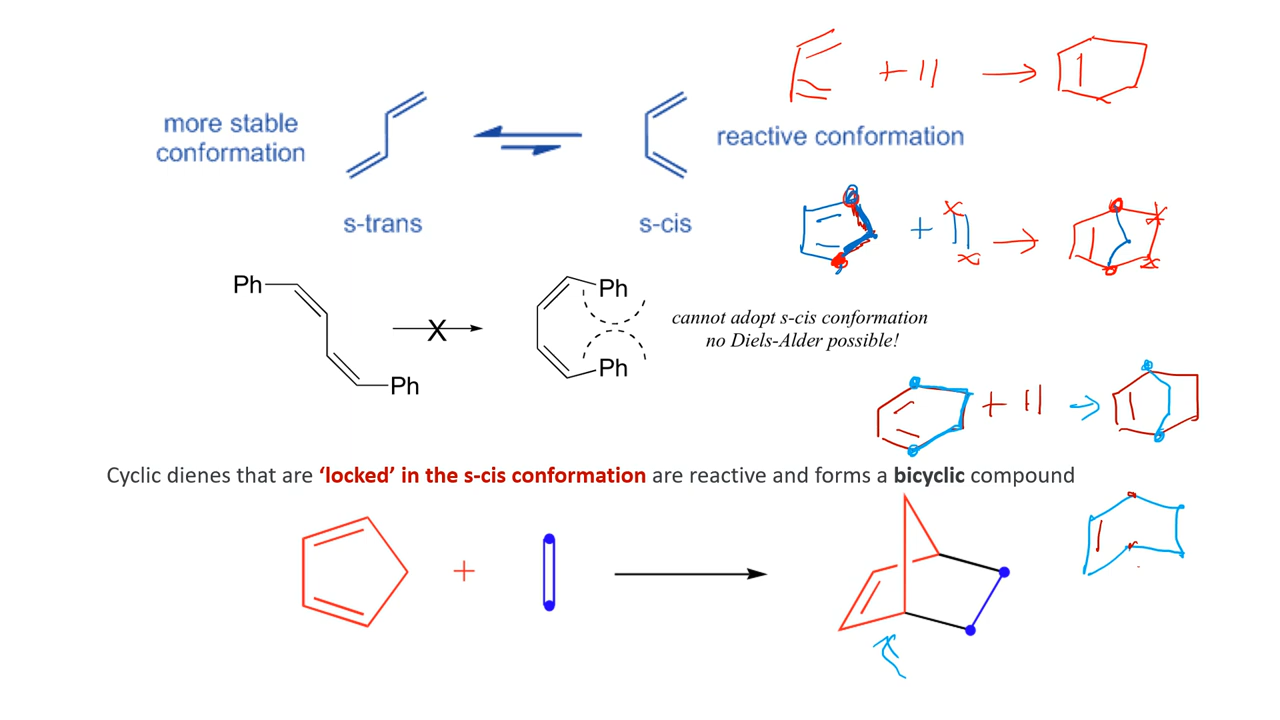 more stable
conformation
reactive conformation
s-trans
s-cis
+ ||
+
x
x
x
x
Ph
Ph
X
Ph
Ph
cannot adopt s-cis conformation
no Diels-Alder possible!
+ ||
Cyclic dienes that are ‘locked’ in the s-cis conformation are reactive and forms a bicyclic compound
+